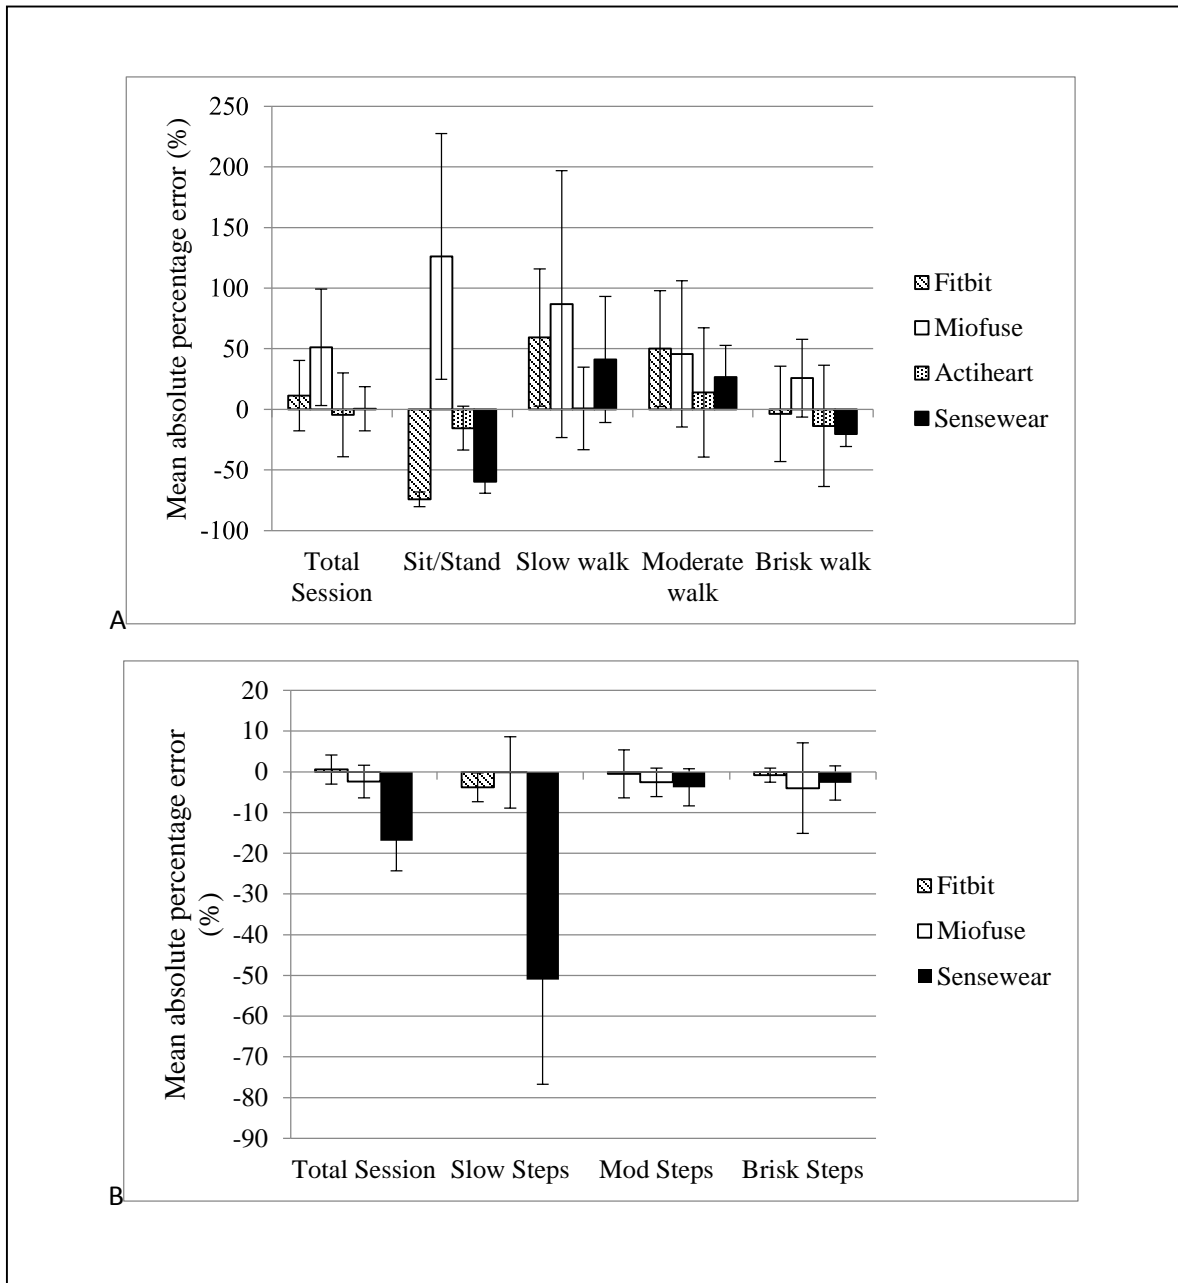 Mean absolute percentage error (%)
250
200
150
100
50
0
-50
-100
Total
Session
Sit/Stand
Slow walk
Moderate
walk
Brisk walk
Fitbit
Miofuse
Actiheart
Sensewear
A
Mean absolute percentage error
(%)
20
10
0
-10
-20
-30
-40
-50
-60
-70
-80
-90
Total Session
Slow Steps
Mod Steps
Brisk Steps
Fitbit
Miofuse
Sensewear
B